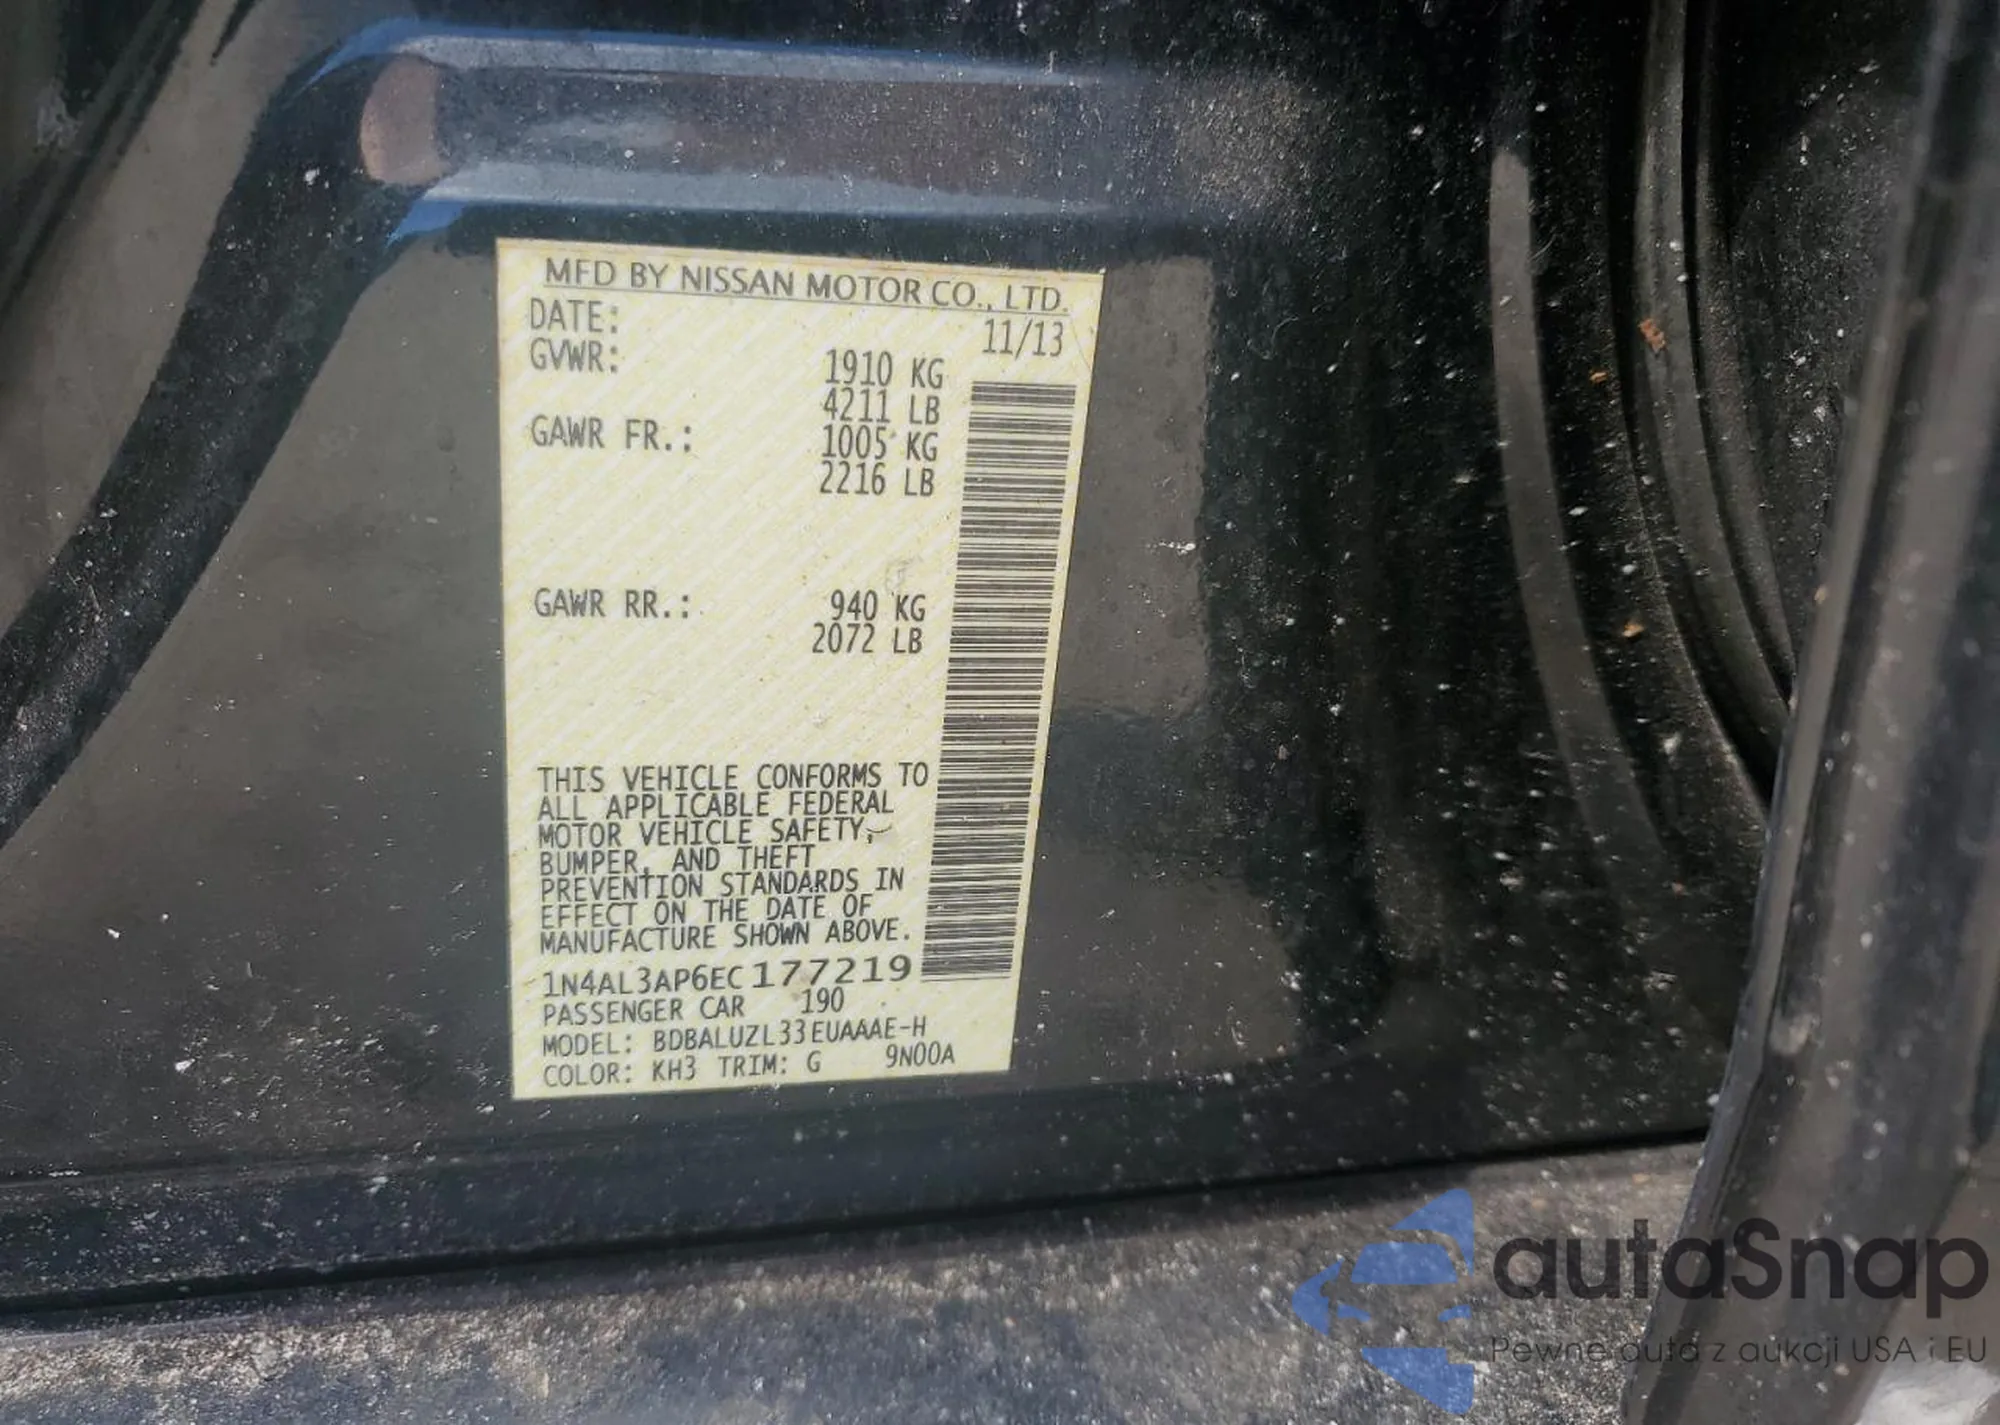 MFD BY NISSAN MOTOR CO., LTD.
DATE: 11/13
GVWR: 1910 KG
4211 LB
GAWR FR.: 1005 KG
2216 LB
GAWR RR.: 940 KG
2072 LB
THIS VEHICLE CONFORMS TO
ALL APPLICABLE FEDERAL
MOTOR VEHICLE SAFETY,
BUMPER, AND THEFT
PREVENTION STANDARDS IN
EFFECT ON THE DATE OF
MANUFACTURE SHOWN ABOVE.
1N4AL3AP6EC177219
PASSENGER CAR 190
MODEL: BDBALUZL33EUAAAE-H
COLOR: KH3 TRIM: G 9N00A
autaSnap
Pewne auta z aukcji USA i EU